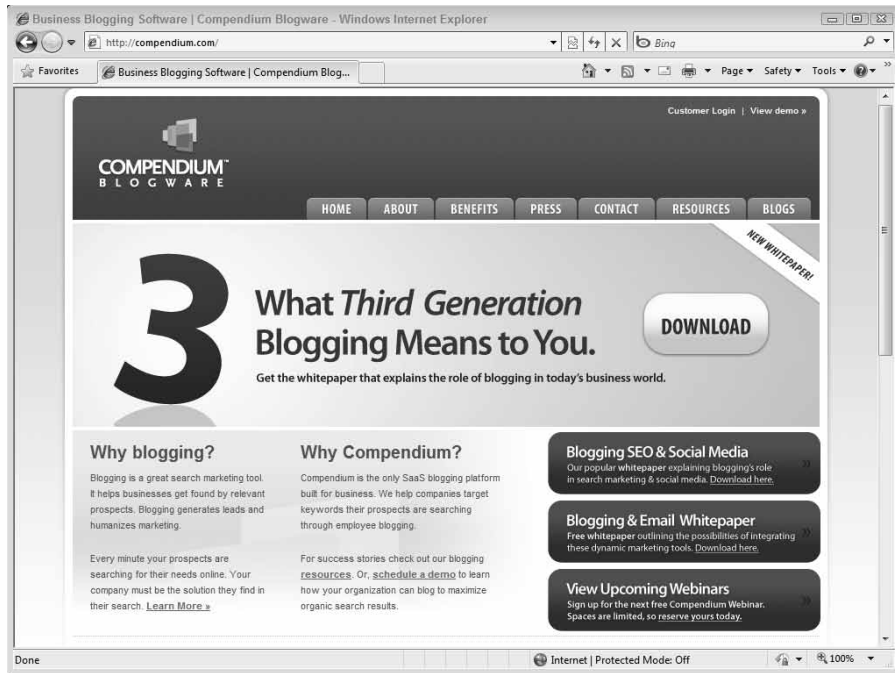 Business Blogging Software | Compendium Blogware - Windows Internet Explorer
http://compendium.com/
Bing
Favorites
Business Blogging Software | Compendium Blog...
Page
Safety
Tools
Customer Login | View demo »
COMPENDIUM™
BLOGWARE
HOME ABOUT BENEFITS PRESS CONTACT RESOURCES BLOGS
NEW WHITEPAPER!
3
What Third Generation
Blogging Means to You.
DOWNLOAD
Get the whitepaper that explains the role of blogging in today's business world.
Why blogging?
Blogging is a great search marketing tool.
It helps businesses get found by relevant
prospects. Blogging generates leads and
humanizes marketing.
Every minute your prospects are
searching for their needs online. Your
company must be the solution they find in
their search. Learn More »
Why Compendium?
Compendium is the only SaaS blogging platform
built for business. We help companies target
keywords their prospects are searching
through employee blogging.
For success stories check out our blogging
resources. Or, schedule a demo to learn
how your organization can blog to maximize
organic search results.
Blogging SEO & Social Media
Our popular whitepaper explaining blogging's role
in search marketing & social media. Download here.
Blogging & Email Whitepaper
Free whitepaper outlining the possibilities of integrating
these dynamic marketing tools. Download here.
View Upcoming Webinars
Sign up for the next free Compendium Webinar.
Spaces are limited, so reserve yours today.
Done
Internet | Protected Mode: Off
100%